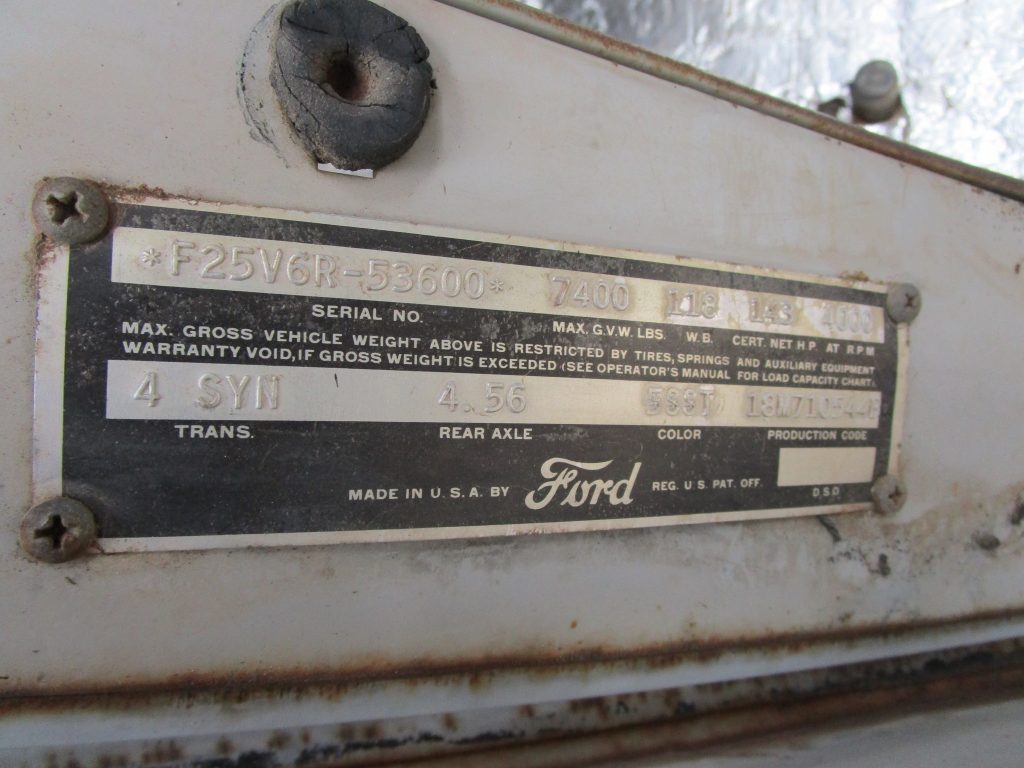 *F25V6R-53600* 7400 118 143 4000
SERIAL NO. MAX. G.V.W. LBS. W.B. CERT. NET H.P. AT R P M
MAX. GROSS VEHICLE WEIGHT ABOVE IS RESTRICTED BY TIRES, SPRINGS AND AUXILIARY EQUIPMENT
WARRANTY VOID, IF GROSS WEIGHT IS EXCEEDED (SEE OPERATOR'S MANUAL FOR LOAD CAPACITY CHART).
4 SYN 4.56
TRANS. REAR AXLE COLOR PRODUCTION CODE
MADE IN U.S.A. BY Ford REG. U.S. PAT. OFF.
D.S.O.